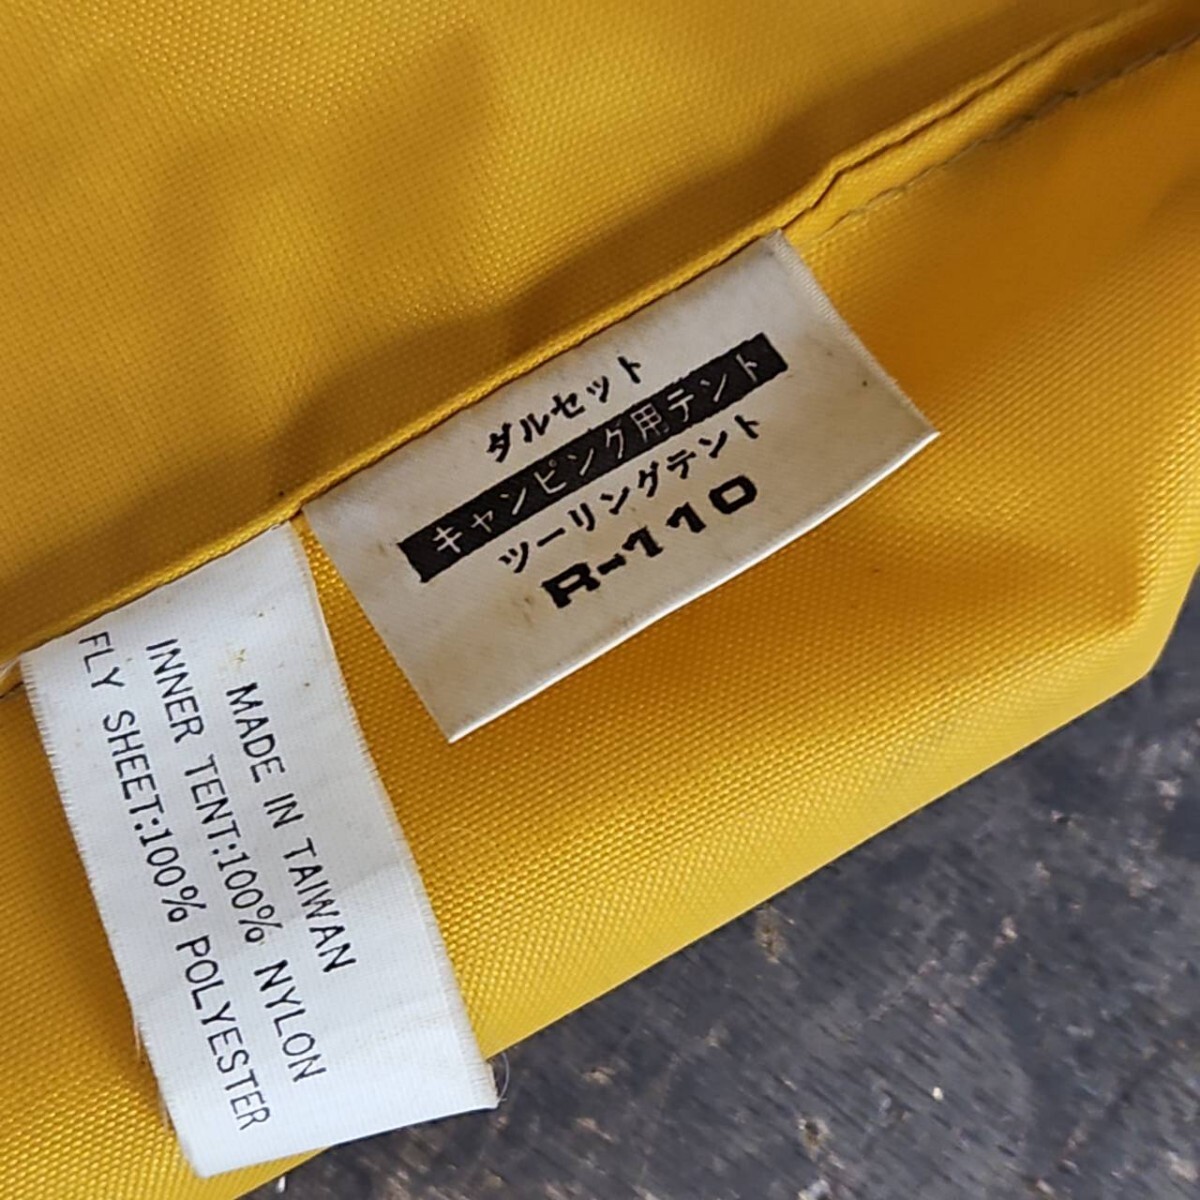 ダルセット
キャンピング用テント
ツーリングテント
R-110
MADE IN TAIWAN
INNER TENT:100% NYLON
FLY SHEET:100% POLYESTER